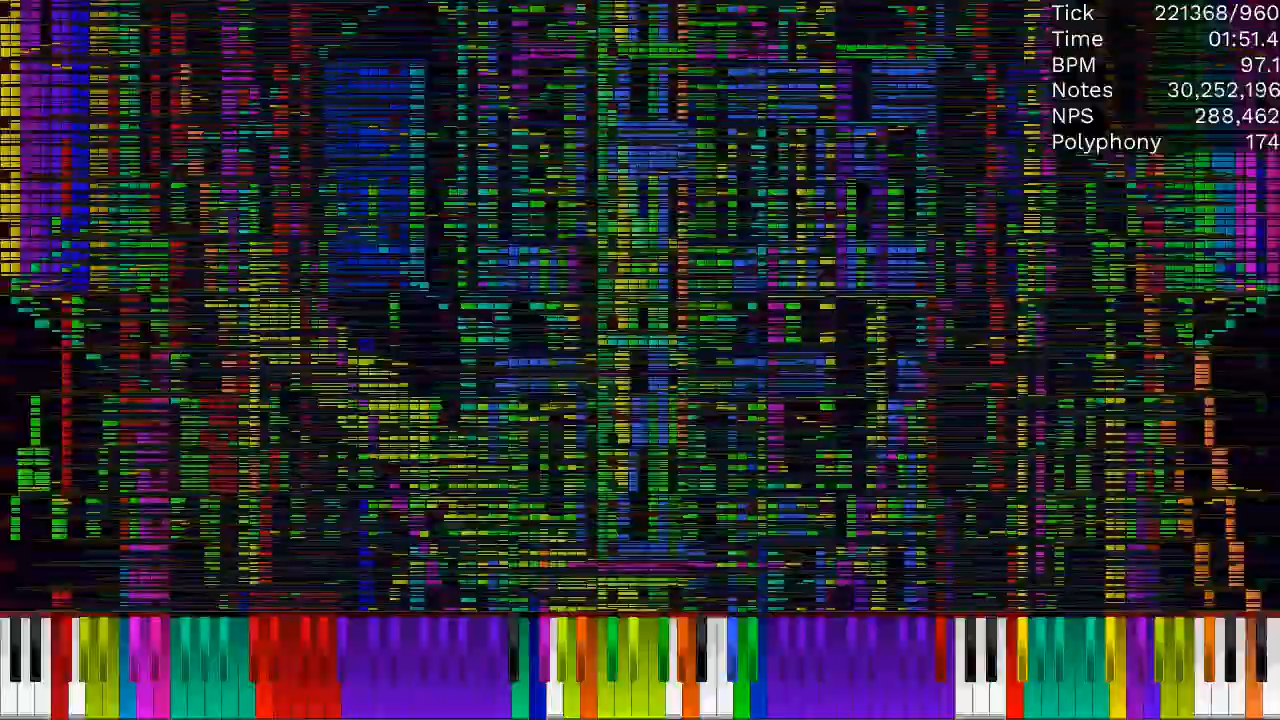 Tick 221368/960
Time 01:51.4
BPM 97.1
Notes 30,252,196
NPS 288,462
Polyphony 174